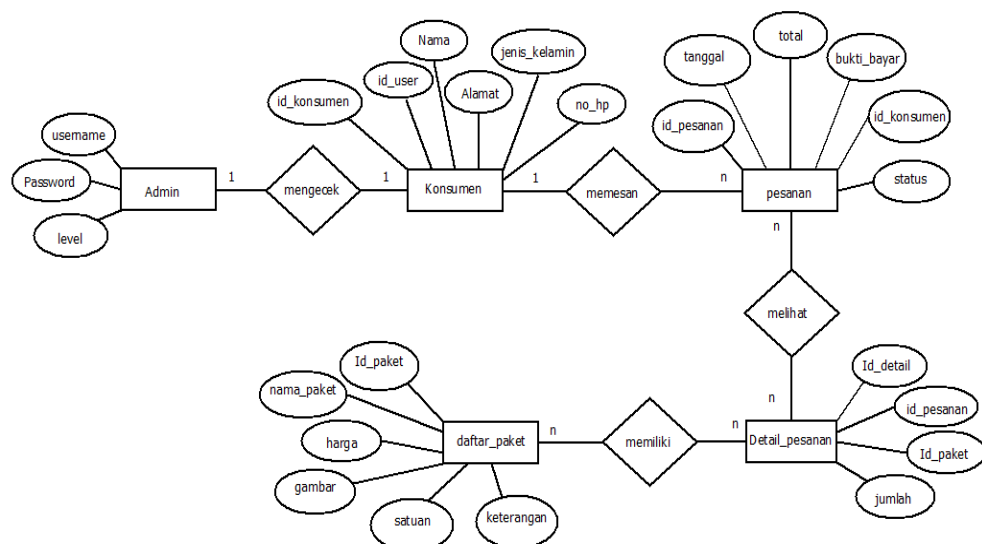 total
Nama
jenis_kelamin
tanggal
bukti_bayar
id_user
Alamat
id_konsumen
no_hp
id_konsumen
id_pesanan
username
Password
Admin
1
mengecek
1
Konsumen
1
memesan
n
pesanan
status
level
n
melihat
Id_paket
Id_detail
nama_paket
n
id_pesanan
harga
daftar_paket
n
memiliki
n
Detail_pesanan
Id_paket
gambar
jumlah
satuan
keterangan